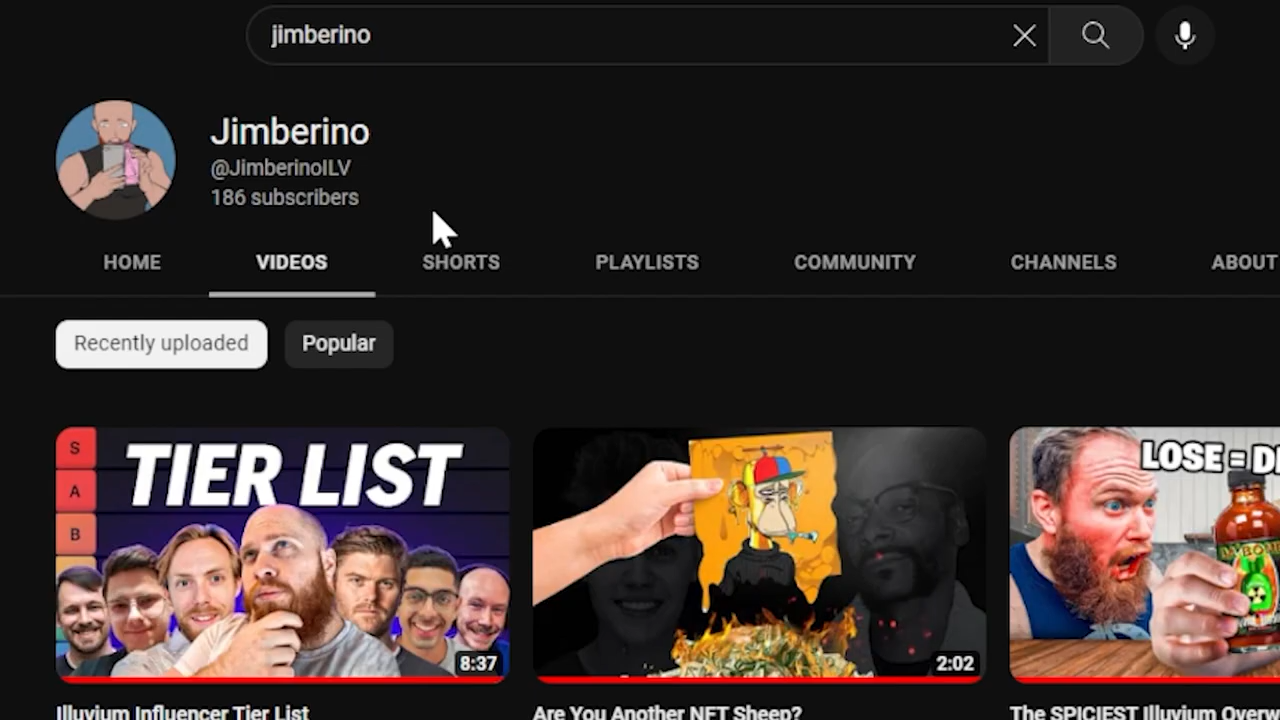 jimberino
Jimberino
@JimberinoILV
186 subscribers
HOME VIDEOS SHORTS PLAYLISTS COMMUNITY CHANNELS ABOUT
Recently uploaded Popular
S
A
B
TIER LIST
8:37
2:02
LOSE =
Illuvium Influencer Tier List
Are You Another NFT Sheep?
The SPICIEST Illuvium